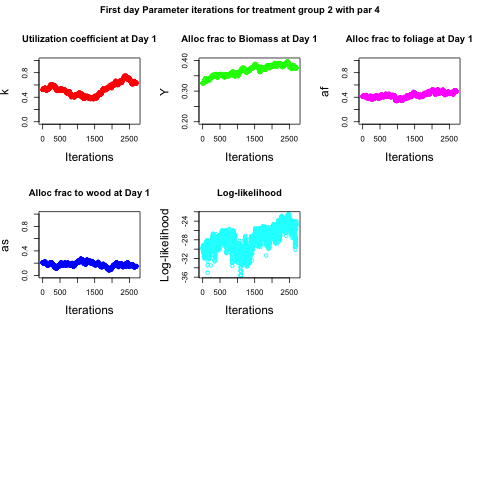 First day Parameter iterations for treatment group 2 with par 4
Utilization coefficient at Day 1
Alloc frac to Biomass at Day 1
Alloc frac to foliage at Day 1
k
0.0 0.4 0.8
0 500 1500 2500
Iterations
Y
0.20 0.30 0.40
0 500 1500 2500
Iterations
af
0.0 0.4 0.8
0 500 1500 2500
Iterations
Alloc frac to wood at Day 1
Log-likelihood
as
0.0 0.4 0.8
0 500 1500 2500
Iterations
Log-likelihood
-36 -32 -28 -24
0 500 1500 2500
Iterations